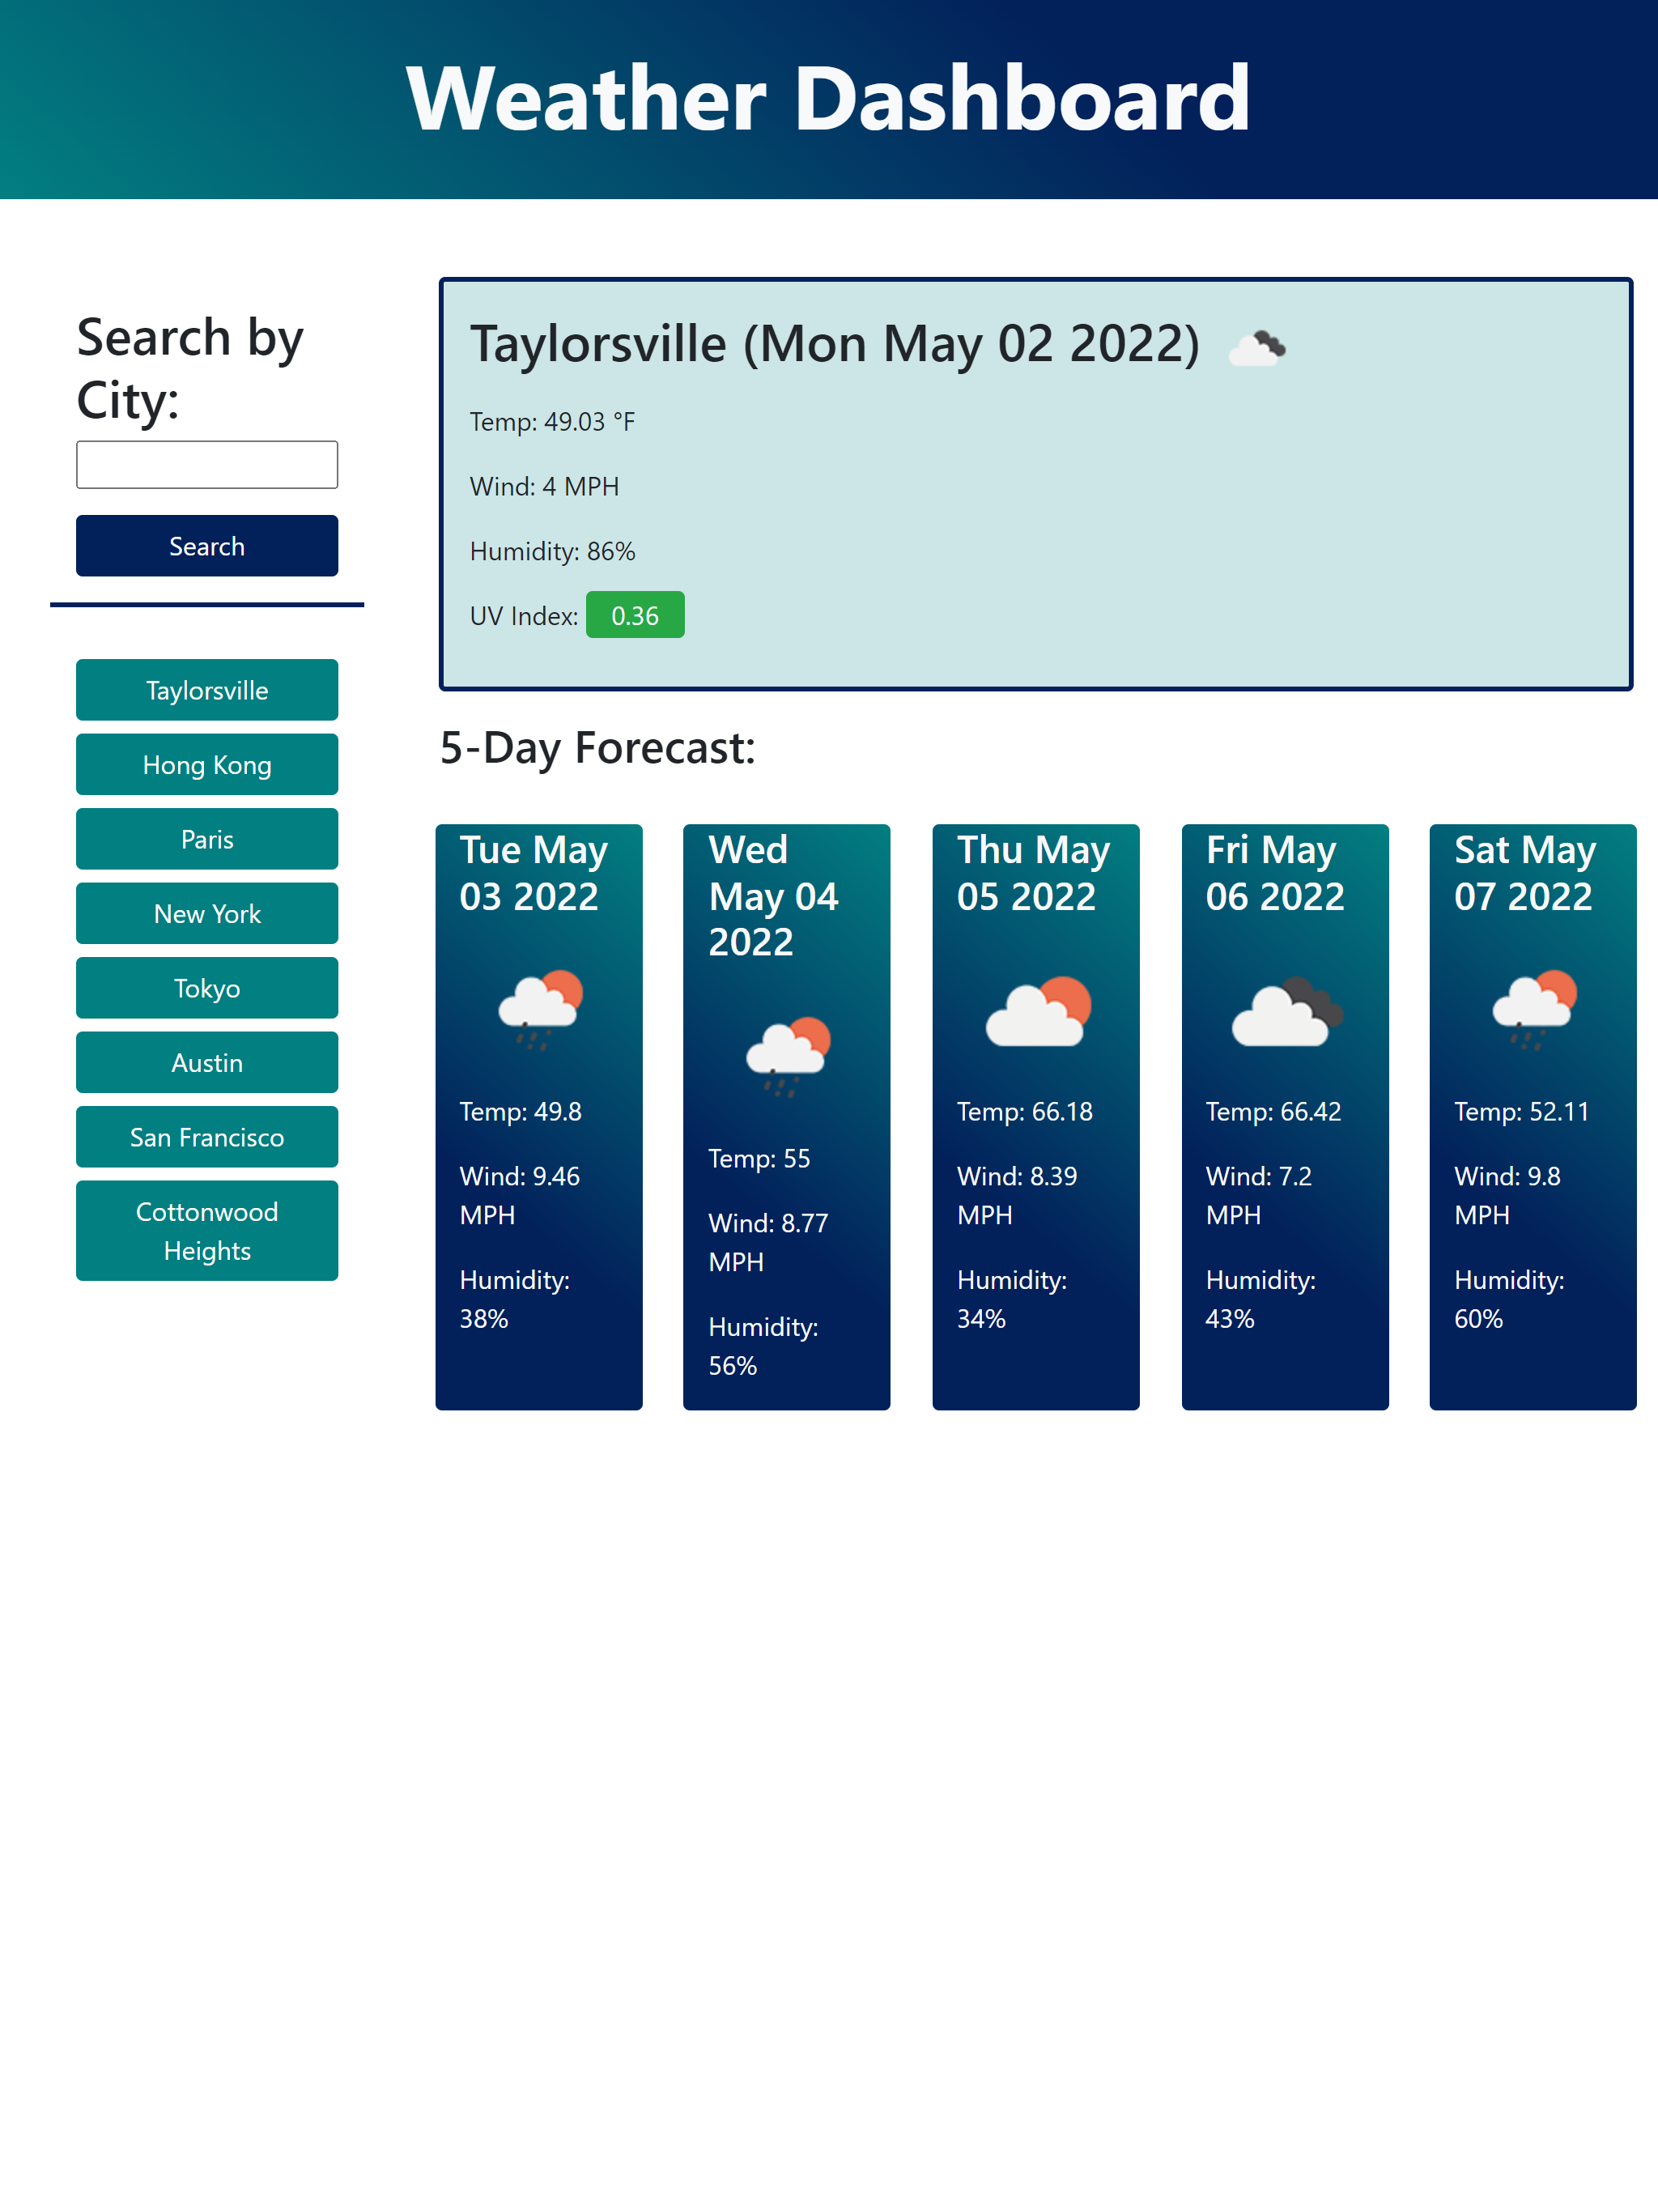 Weather Dashboard
Search by
City:
Search
Taylorsville
Hong Kong
Paris
New York
Tokyo
Austin
San Francisco
Cottonwood
Heights
Taylorsville (Mon May 02 2022)
Temp: 49.03 °F
Wind: 4 MPH
Humidity: 86%
UV Index: 0.36
5-Day Forecast:
Tue May
03 2022
Temp: 49.8
Wind: 9.46
MPH
Humidity:
38%
Wed
May 04
2022
Temp: 55
Wind: 8.77
MPH
Humidity:
56%
Thu May
05 2022
Temp: 66.18
Wind: 8.39
MPH
Humidity:
34%
Fri May
06 2022
Temp: 66.42
Wind: 7.2
MPH
Humidity:
43%
Sat May
07 2022
Temp: 52.11
Wind: 9.8
MPH
Humidity:
60%